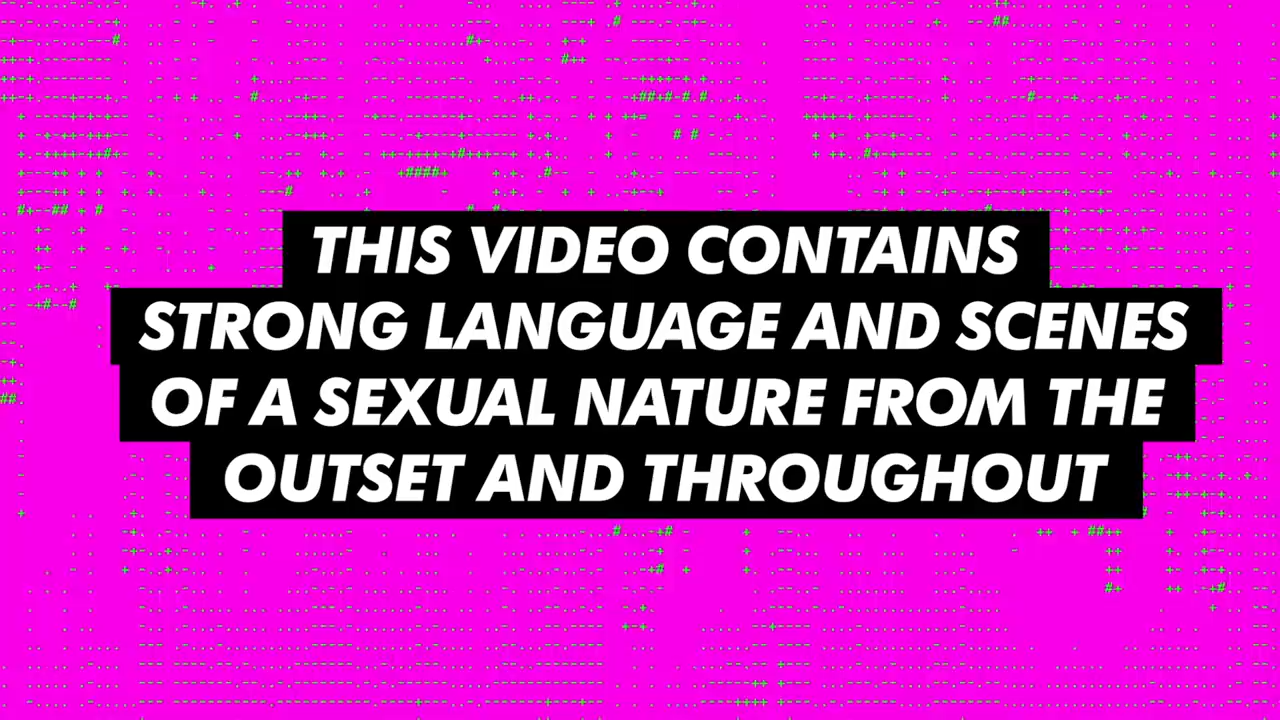 THIS VIDEO CONTAINS
STRONG LANGUAGE AND SCENES
OF A SEXUAL NATURE FROM THE
OUTSET AND THROUGHOUT